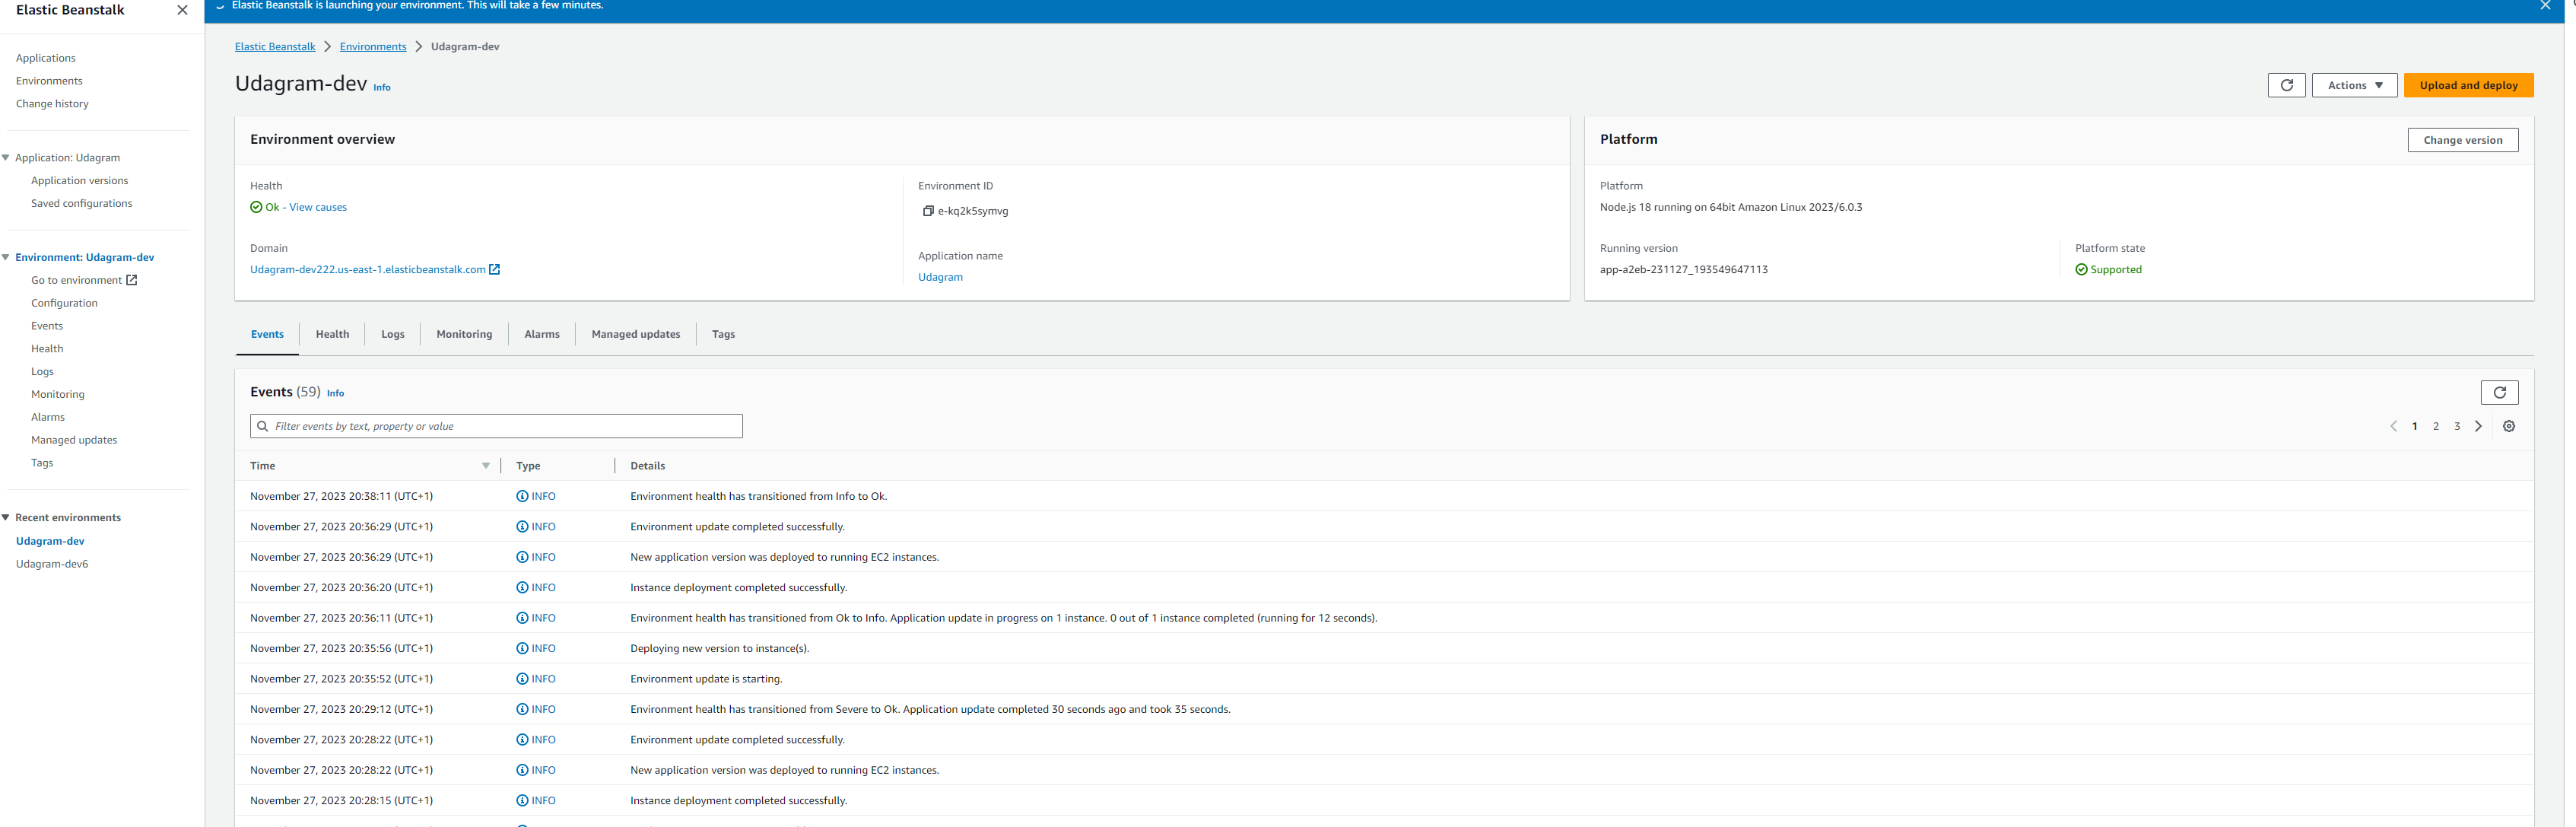 Elastic Beanstalk
Elastic Beanstalk is launching your environment. This will take a few minutes.
Applications
Environments
Change history
Application: Udagram
Application versions
Saved configurations
Environment: Udagram-dev
Go to environment
Configuration
Events
Health
Logs
Monitoring
Alarms
Managed updates
Tags
Recent environments
Udagram-dev
Udagram-dev6
Elastic Beanstalk > Environments > Udagram-dev
Udagram-dev Info
Actions
Upload and deploy
Environment overview
Health
Ok - View causes
Domain
Udagram-dev222.us-east-1.elasticbeanstalk.com
Environment ID
e-kq2k5symvg
Application name
Udagram
Platform
Change version
Platform
Node.js 18 running on 64bit Amazon Linux 2023/6.0.3
Running version
app-a2eb-231127_193549647113
Platform state
Supported
Events Health Logs Monitoring Alarms Managed updates Tags
Events (59) Info
Filter events by text, property or value
1 2 3
Time Type Details
November 27, 2023 20:38:11 (UTC+1) INFO Environment health has transitioned from Info to Ok.
November 27, 2023 20:36:29 (UTC+1) INFO Environment update completed successfully.
November 27, 2023 20:36:29 (UTC+1) INFO New application version was deployed to running EC2 instances.
November 27, 2023 20:36:20 (UTC+1) INFO Instance deployment completed successfully.
November 27, 2023 20:36:11 (UTC+1) INFO Environment health has transitioned from Ok to Info. Application update in progress on 1 instance. 0 out of 1 instance completed (running for 12 seconds).
November 27, 2023 20:35:56 (UTC+1) INFO Deploying new version to instance(s).
November 27, 2023 20:35:52 (UTC+1) INFO Environment update is starting.
November 27, 2023 20:29:12 (UTC+1) INFO Environment health has transitioned from Severe to Ok. Application update completed 30 seconds ago and took 35 seconds.
November 27, 2023 20:28:22 (UTC+1) INFO Environment update completed successfully.
November 27, 2023 20:28:22 (UTC+1) INFO New application version was deployed to running EC2 instances.
November 27, 2023 20:28:15 (UTC+1) INFO Instance deployment completed successfully.